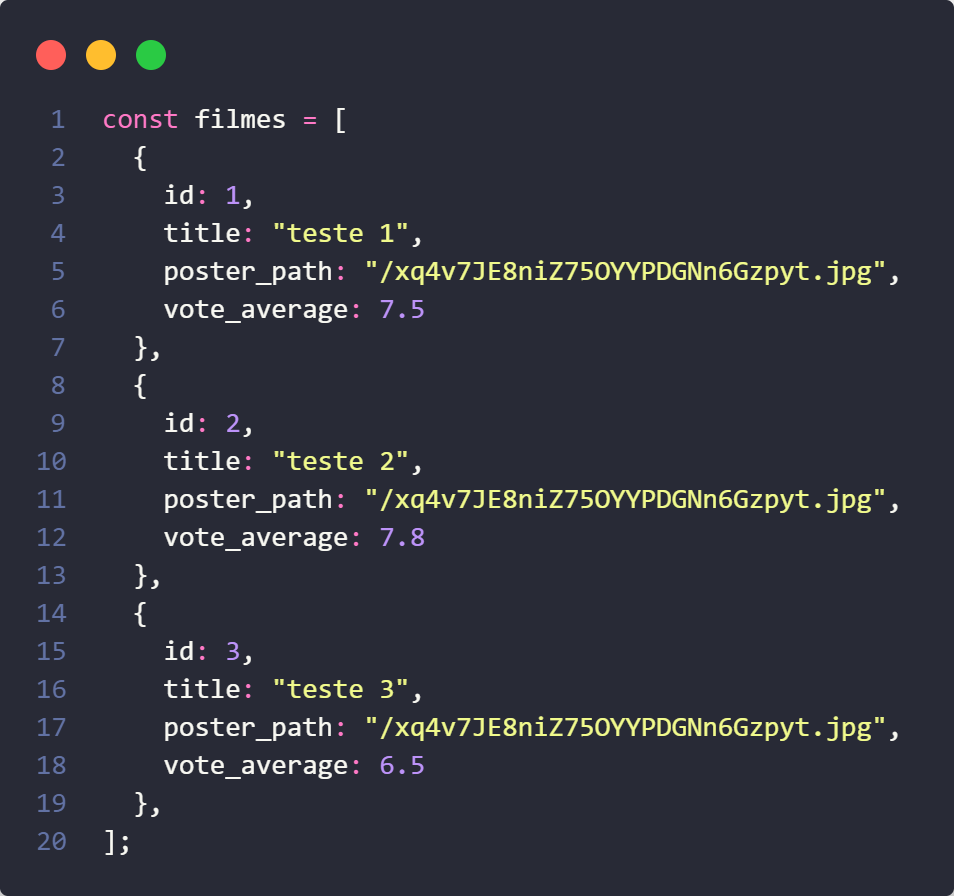 1 const filmes = [
2 {
3 id: 1,
4 title: "teste 1",
5 poster_path: "/xq4v7JE8niZ75OYYPDGNn6Gzpyt.jpg",
6 vote_average: 7.5
7 },
8 {
9 id: 2,
10 title: "teste 2",
11 poster_path: "/xq4v7JE8niZ75OYYPDGNn6Gzpyt.jpg",
12 vote_average: 7.8
13 },
14 {
15 id: 3,
16 title: "teste 3",
17 poster_path: "/xq4v7JE8niZ75OYYPDGNn6Gzpyt.jpg",
18 vote_average: 6.5
19 },
20 ];